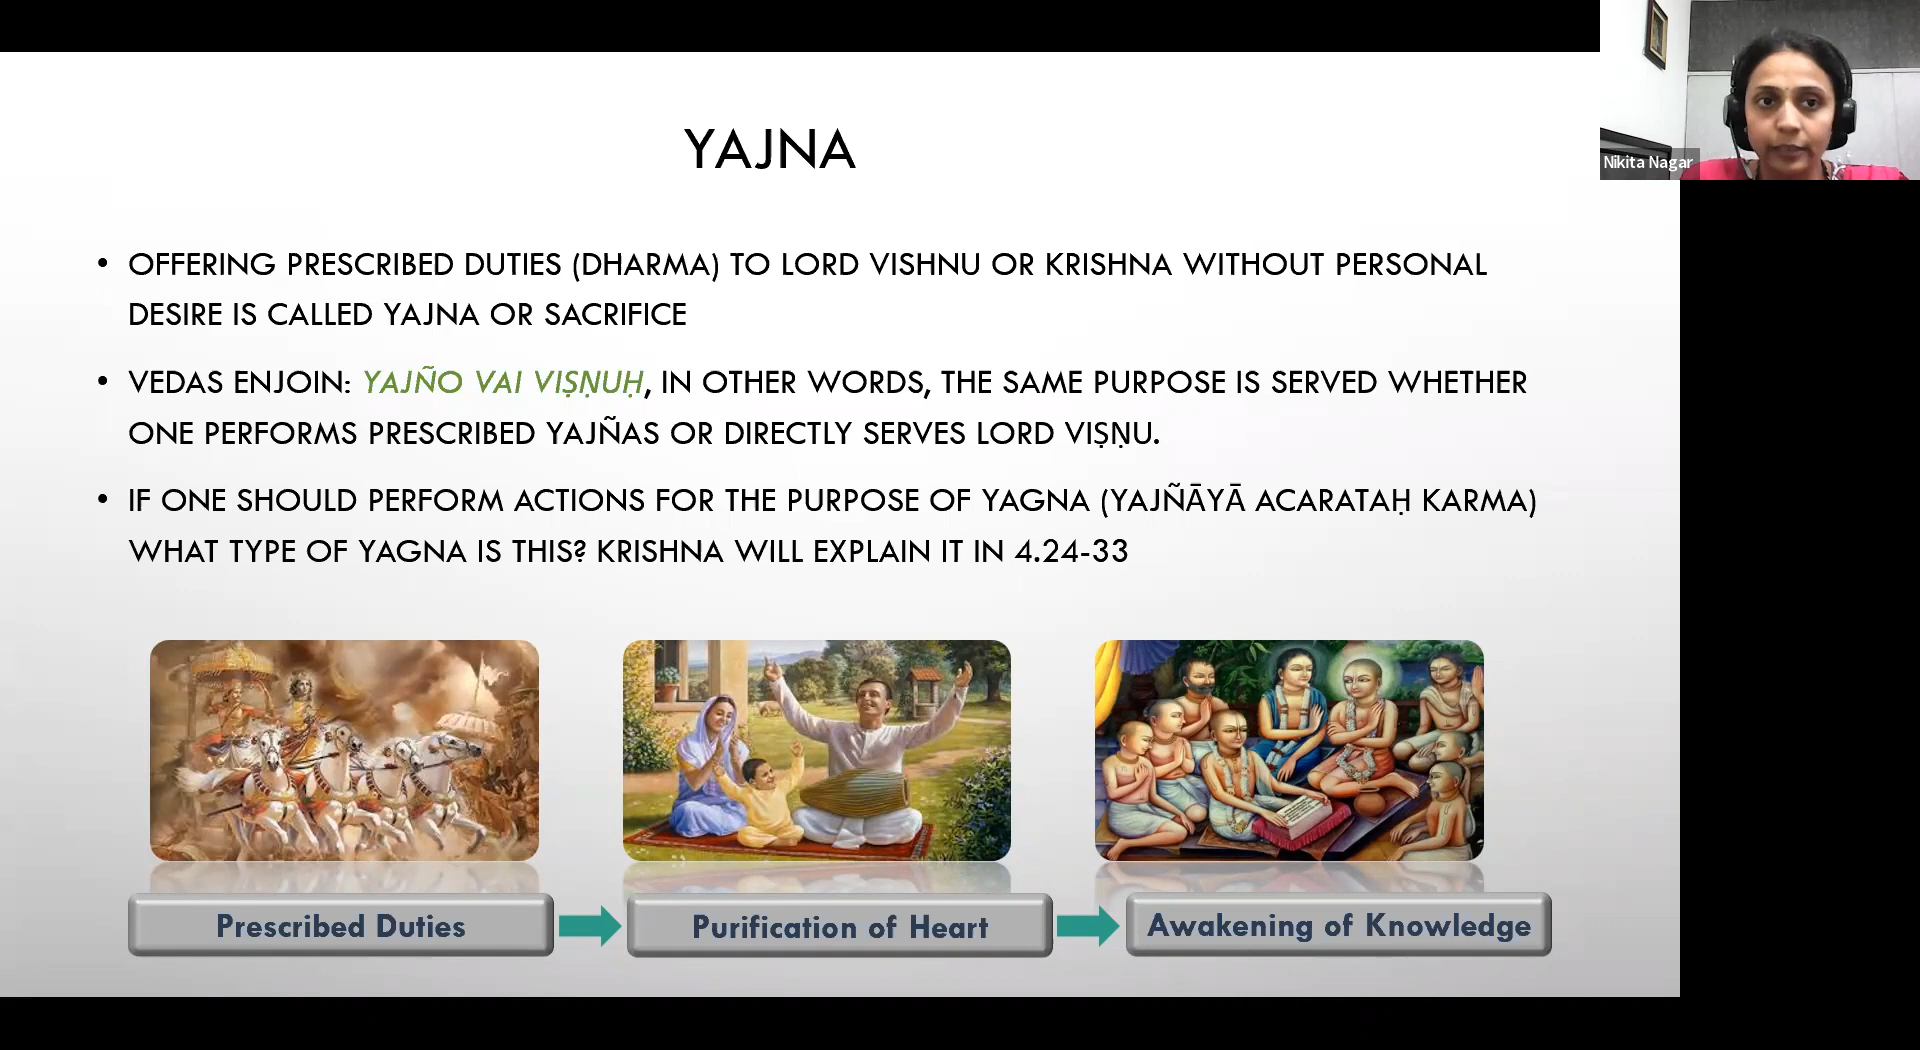 YAJNA
• OFFERING PRESCRIBED DUTIES (DHARMA) TO LORD VISHNU OR KRISHNA WITHOUT PERSONAL
DESIRE IS CALLED YAJNA OR SACRIFICE
• VEDAS ENJOIN: YAJÑO VAI VIṢṆUḤ, IN OTHER WORDS, THE SAME PURPOSE IS SERVED WHETHER
ONE PERFORMS PRESCRIBED YAJÑAS OR DIRECTLY SERVES LORD VIṢṆU.
• IF ONE SHOULD PERFORM ACTIONS FOR THE PURPOSE OF YAGNA (YAJÑĀYĀ ACARATAḤ KARMA)
WHAT TYPE OF YAGNA IS THIS? KRISHNA WILL EXPLAIN IT IN 4.24-33
Prescribed Duties
Purification of Heart
Awakening of Knowledge
Nikita Nagar